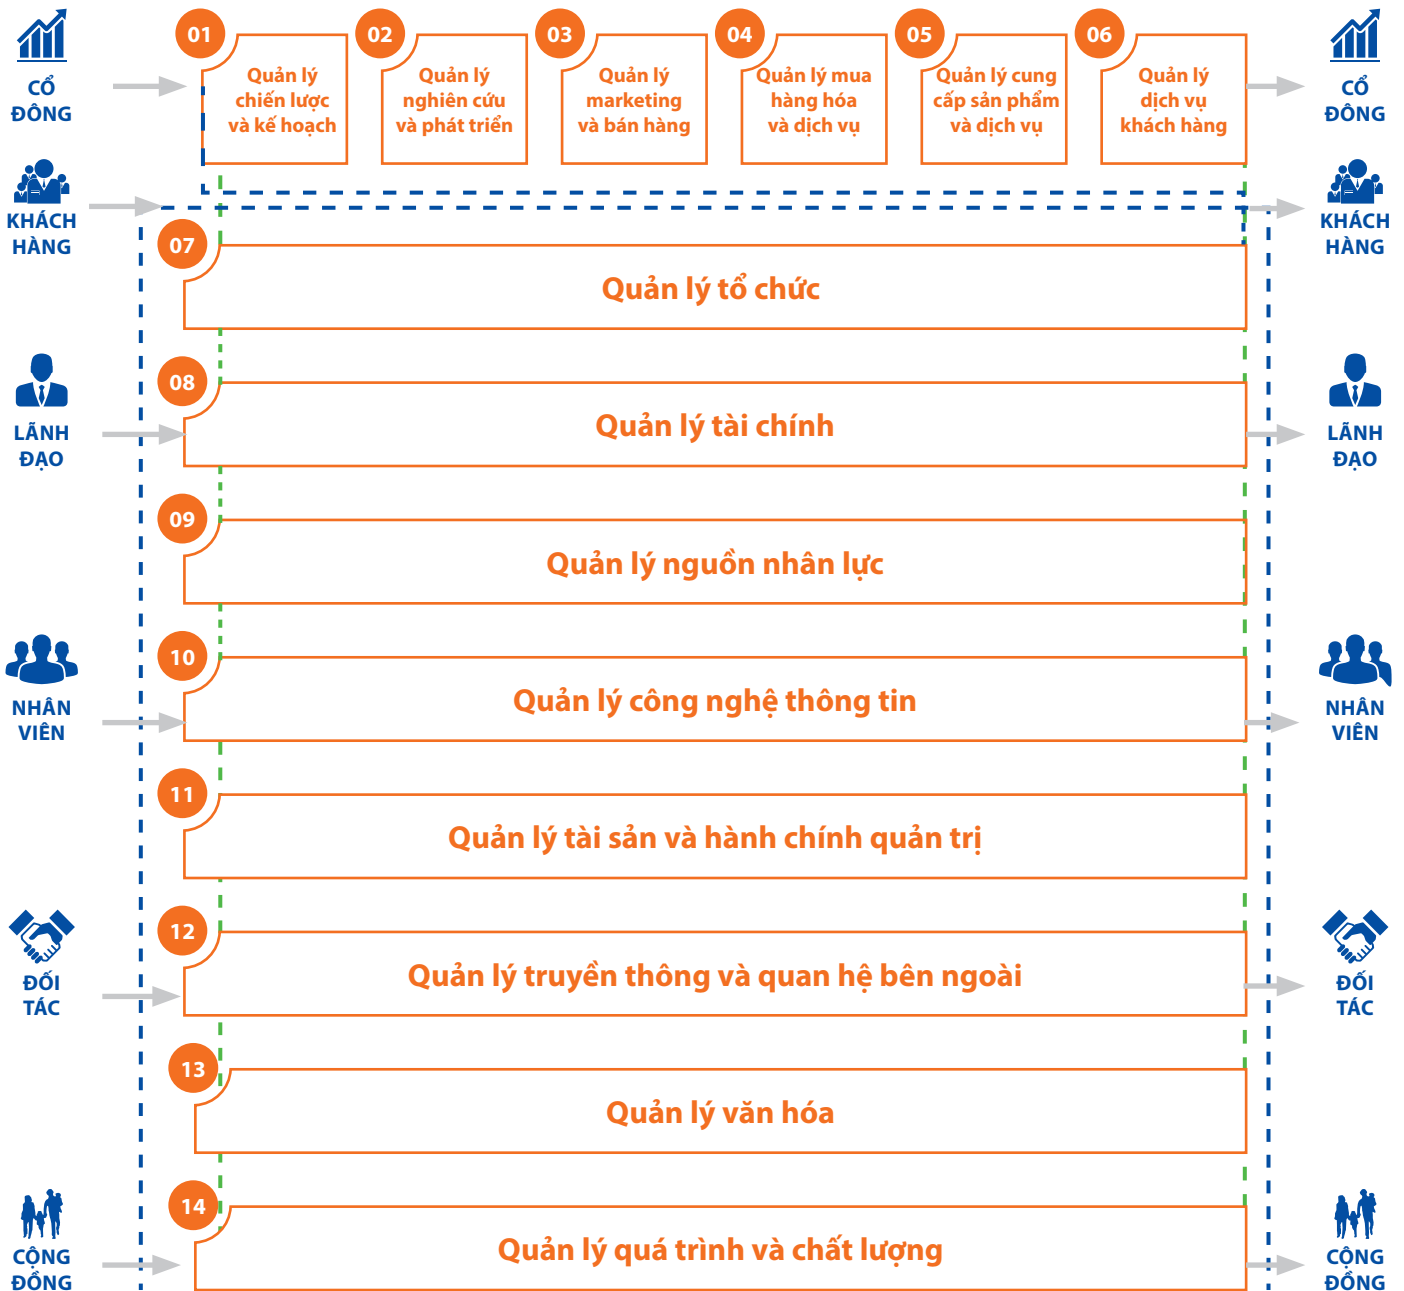 01
02
03
04
05
06
Quản lý
chiến lược
và kế hoạch
Quản lý
nghiên cứu
và phát triển
Quản lý
marketing
và bán hàng
Quản lý mua
hàng hóa
và dịch vụ
Quản lý cung
cấp sản phẩm
và dịch vụ
Quản lý
dịch vụ
khách hàng
CỔ
ĐÔNG
CỔ
ĐÔNG
KHÁCH
HÀNG
KHÁCH
HÀNG
07
Quản lý tổ chức
08
Quản lý tài chính
LÃNH
ĐẠO
LÃNH
ĐẠO
09
Quản lý nguồn nhân lực
10
Quản lý công nghệ thông tin
NHÂN
VIÊN
NHÂN
VIÊN
11
Quản lý tài sản và hành chính quản trị
12
Quản lý truyền thông và quan hệ bên ngoài
ĐỐI
TÁC
ĐỐI
TÁC
13
Quản lý văn hóa
14
Quản lý quá trình và chất lượng
CỘNG
ĐỒNG
CỘNG
ĐỒNG